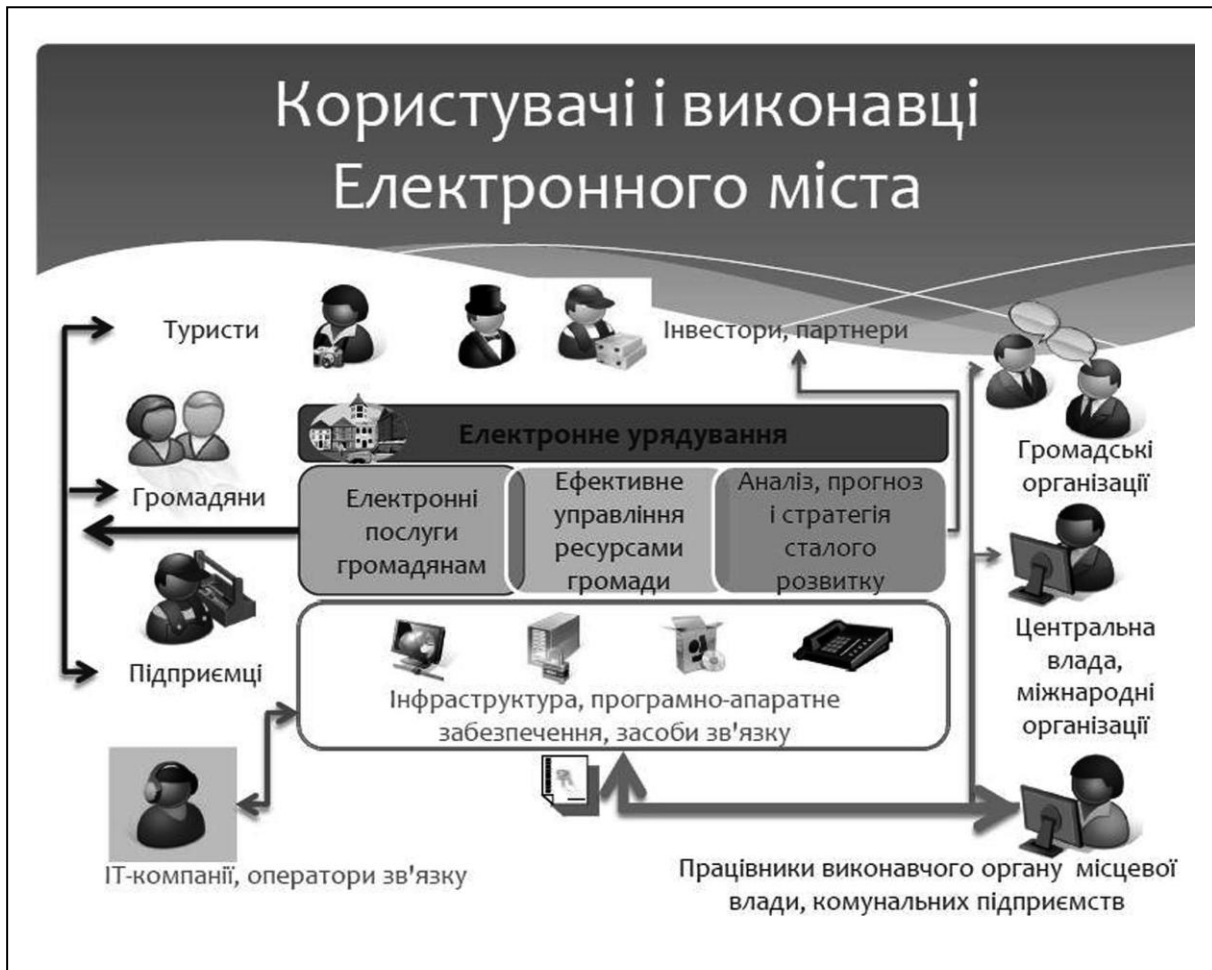 Користувачі і виконавці
Електронного міста
Туристи
Інвестори, партнери
Громадяни
Електронне урядування
Громадські
організації
Електронні
послуги
громадянам
Ефективне
управління
ресурсами
громади
Аналіз, прогноз
і стратегія
сталого
розвитку
Підприємці
Інфраструктура, програмно-апаратне
забезпечення, засоби зв'язку
Центральна
влада,
міжнародні
організації
ІТ-компанії, оператори зв'язку
Працівники виконавчого органу місцевої
влади, комунальних підприємств